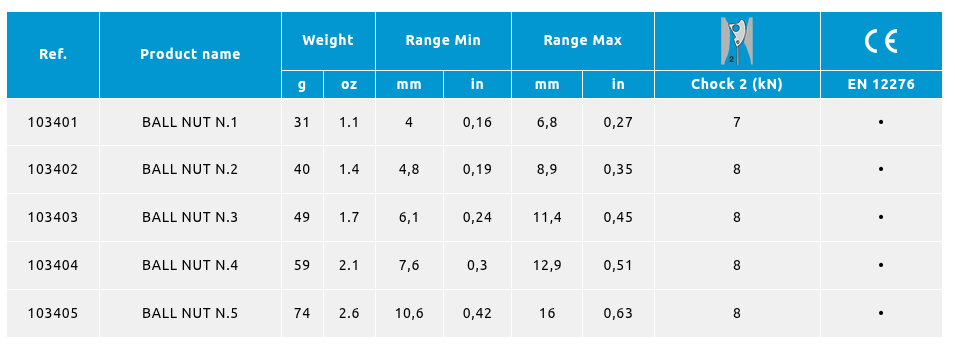 Ref. Product name Weight Range Min Range Max 2 CE
g oz mm in mm in Chock 2 (kN) EN 12276
103401 BALL NUT N.1 31 1.1 4 0,16 6,8 0,27 7 •
103402 BALL NUT N.2 40 1.4 4,8 0,19 8,9 0,35 8 •
103403 BALL NUT N.3 49 1.7 6,1 0,24 11,4 0,45 8 •
103404 BALL NUT N.4 59 2.1 7,6 0,3 12,9 0,51 8 •
103405 BALL NUT N.5 74 2.6 10,6 0,42 16 0,63 8 •